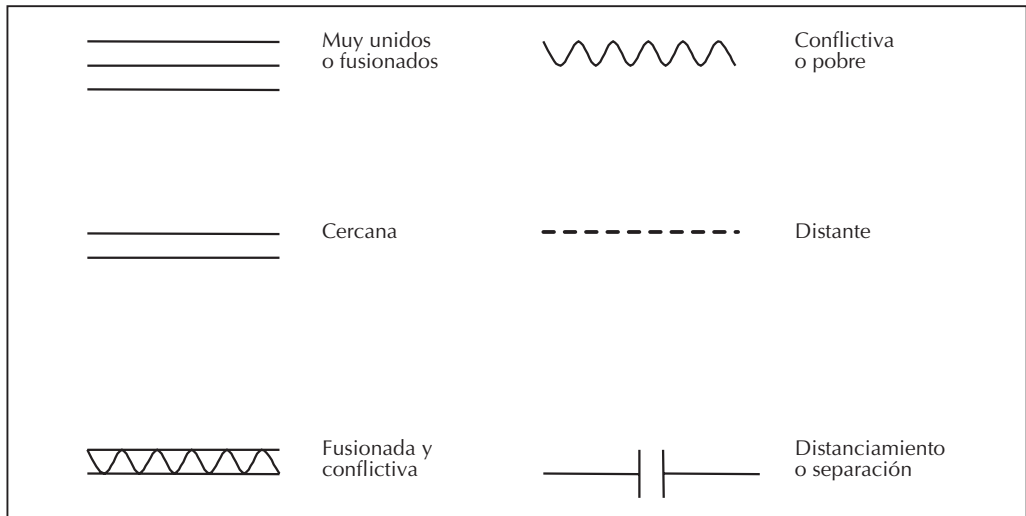 Muy unidos
o fusionados
Conflictiva
o pobre
Cercana
Distante
Fusionada y
conflictiva
Distanciamiento
o separación